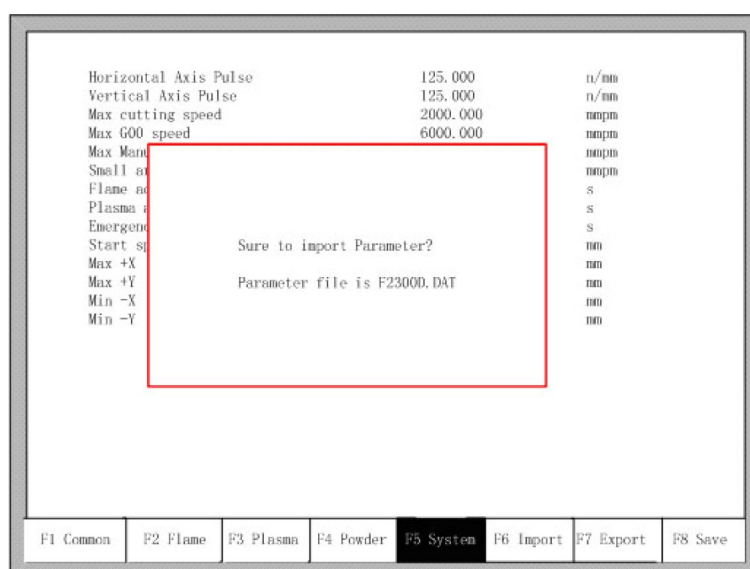 Horizontal Axis Pulse 125.000 n/mm
Vertical Axis Pulse 125.000 n/mm
Max cutting speed 2000.000 mmpm
Max G00 speed 6000.000 mmpm
Max mmpm
Small mmpm
Flame s
Plasma s
s
Start mm
Max +X mm
Max +Y mm
Min -X mm
Min -Y mm
Sure to import Parameter?
Parameter file is F2300D.DAT
F1 Common F2 Flame F3 Plasma F4 Powder F5 System F6 Import F7 Export F8 Save